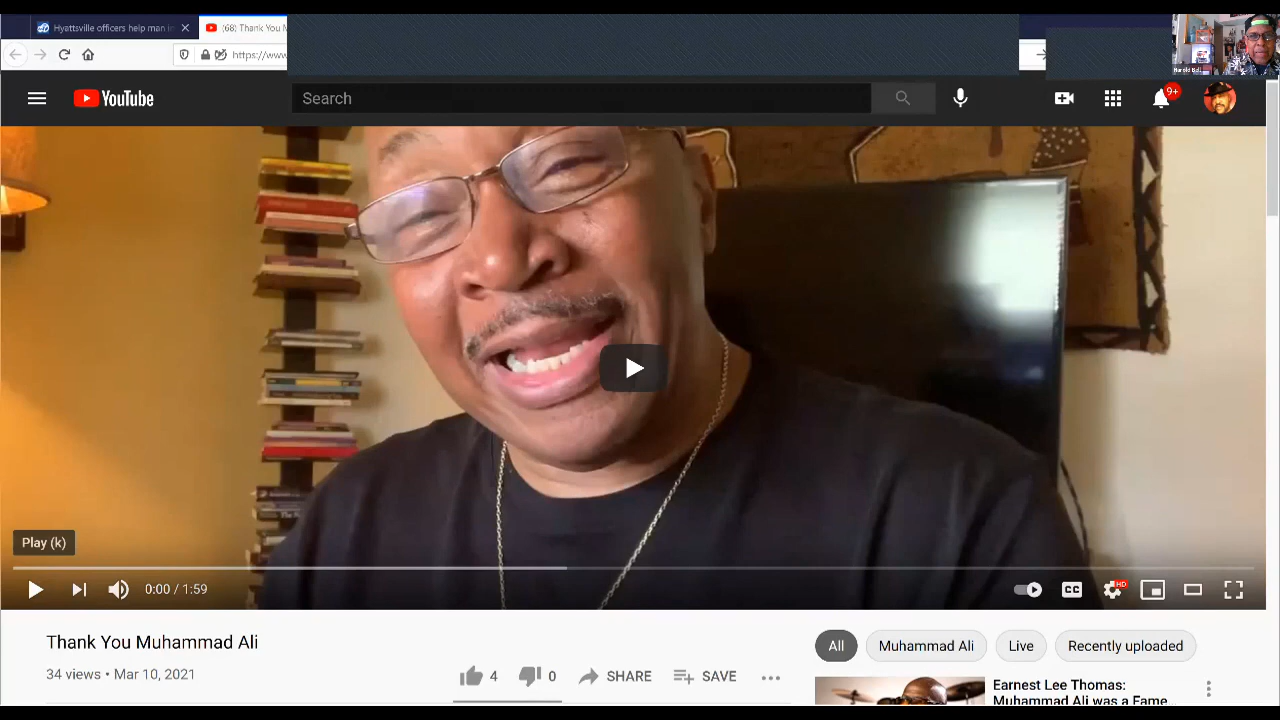 Hyattsville officers help man in
(68) Thank You M
https://www
YouTube
Search
9+
Play (k)
0:00 / 1:59
CC
HD
Thank You Muhammad Ali
34 views • Mar 10, 2021
4
0
SHARE
SAVE
All
Muhammad Ali
Live
Recently uploaded
Earnest Lee Thomas:
Muhammad Ali was a Fame...